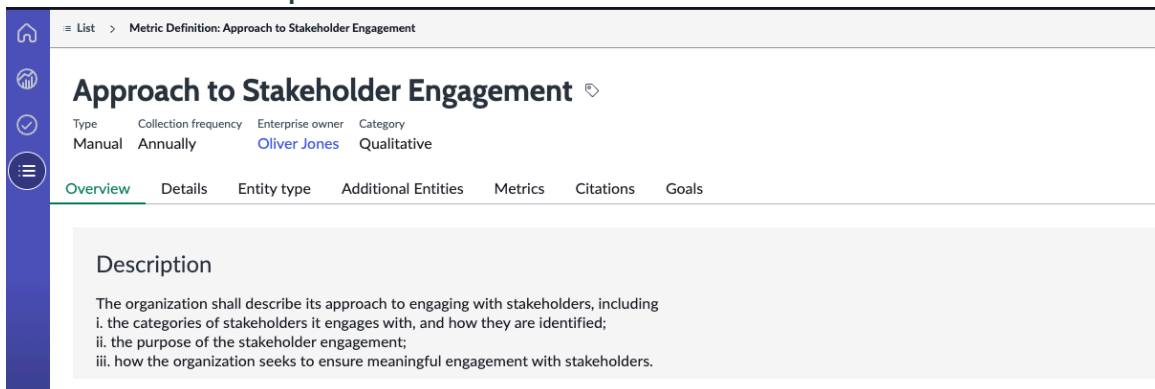 List > Metric Definition: Approach to Stakeholder Engagement
Approach to Stakeholder Engagement
Type Collection frequency Enterprise owner Category
Manual Annually Oliver Jones Qualitative
Overview Details Entity type Additional Entities Metrics Citations Goals
Description
The organization shall describe its approach to engaging with stakeholders, including
i. the categories of stakeholders it engages with, and how they are identified;
ii. the purpose of the stakeholder engagement;
iii. how the organization seeks to ensure meaningful engagement with stakeholders.